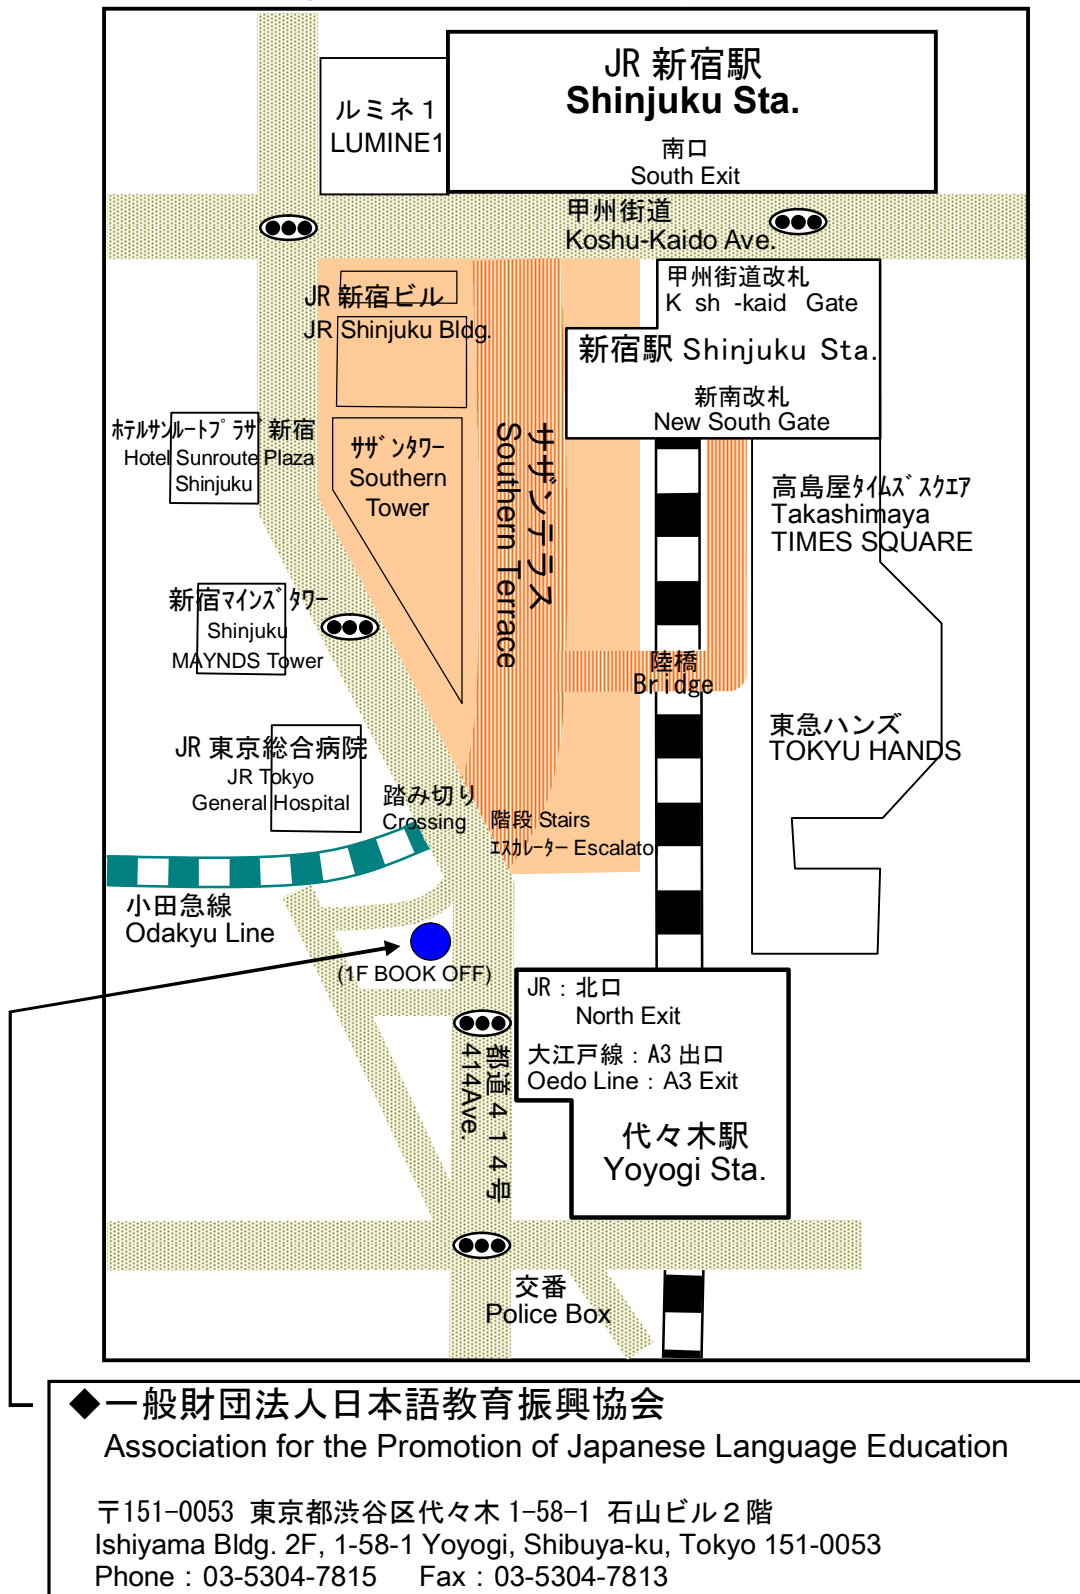 JR 新宿駅
Shinjuku Sta.
南口
South Exit
ルミネ１
LUMINE1
甲州街道
Koshu-Kaido Ave.
甲州街道改札
K sh -kaid Gate
新宿駅 Shinjuku Sta.
新南改札
New South Gate
JR 新宿ビル
JR Shinjuku Bldg.
ﾎﾃﾙｻﾝﾙｰﾄﾌﾟﾗｻﾞ新宿
Hotel Sunroute Plaza
Shinjuku
ｻｻﾞﾝﾀﾜｰ
Southern
Tower
サザンテラス
Southern Terrace
高島屋ﾀｲﾑｽﾞｽｸｴｱ
Takashimaya
TIMES SQUARE
新宿ﾏｲﾝｽﾞﾀﾜｰ
Shinjuku
MAYNDS Tower
陸橋
Bridge
東急ハンズ
TOKYU HANDS
JR 東京総合病院
JR Tokyo
General Hospital
踏み切り
Crossing
階段 Stairs
ｴｽｶﾚｰﾀｰ Escalato
小田急線
Odakyu Line
(1F BOOK OFF)
JR：北口
North Exit
大江戸線：A3 出口
Oedo Line：A3 Exit
代々木駅
Yoyogi Sta.
都道４１４号
414Ave.
交番
Police Box
◆一般財団法人日本語教育振興協会
Association for the Promotion of Japanese Language Education
〒151-0053 東京都渋谷区代々木 1-58-1 石山ビル２階
Ishiyama Bldg. 2F, 1-58-1 Yoyogi, Shibuya-ku, Tokyo 151-0053
Phone：03-5304-7815 Fax：03-5304-7813